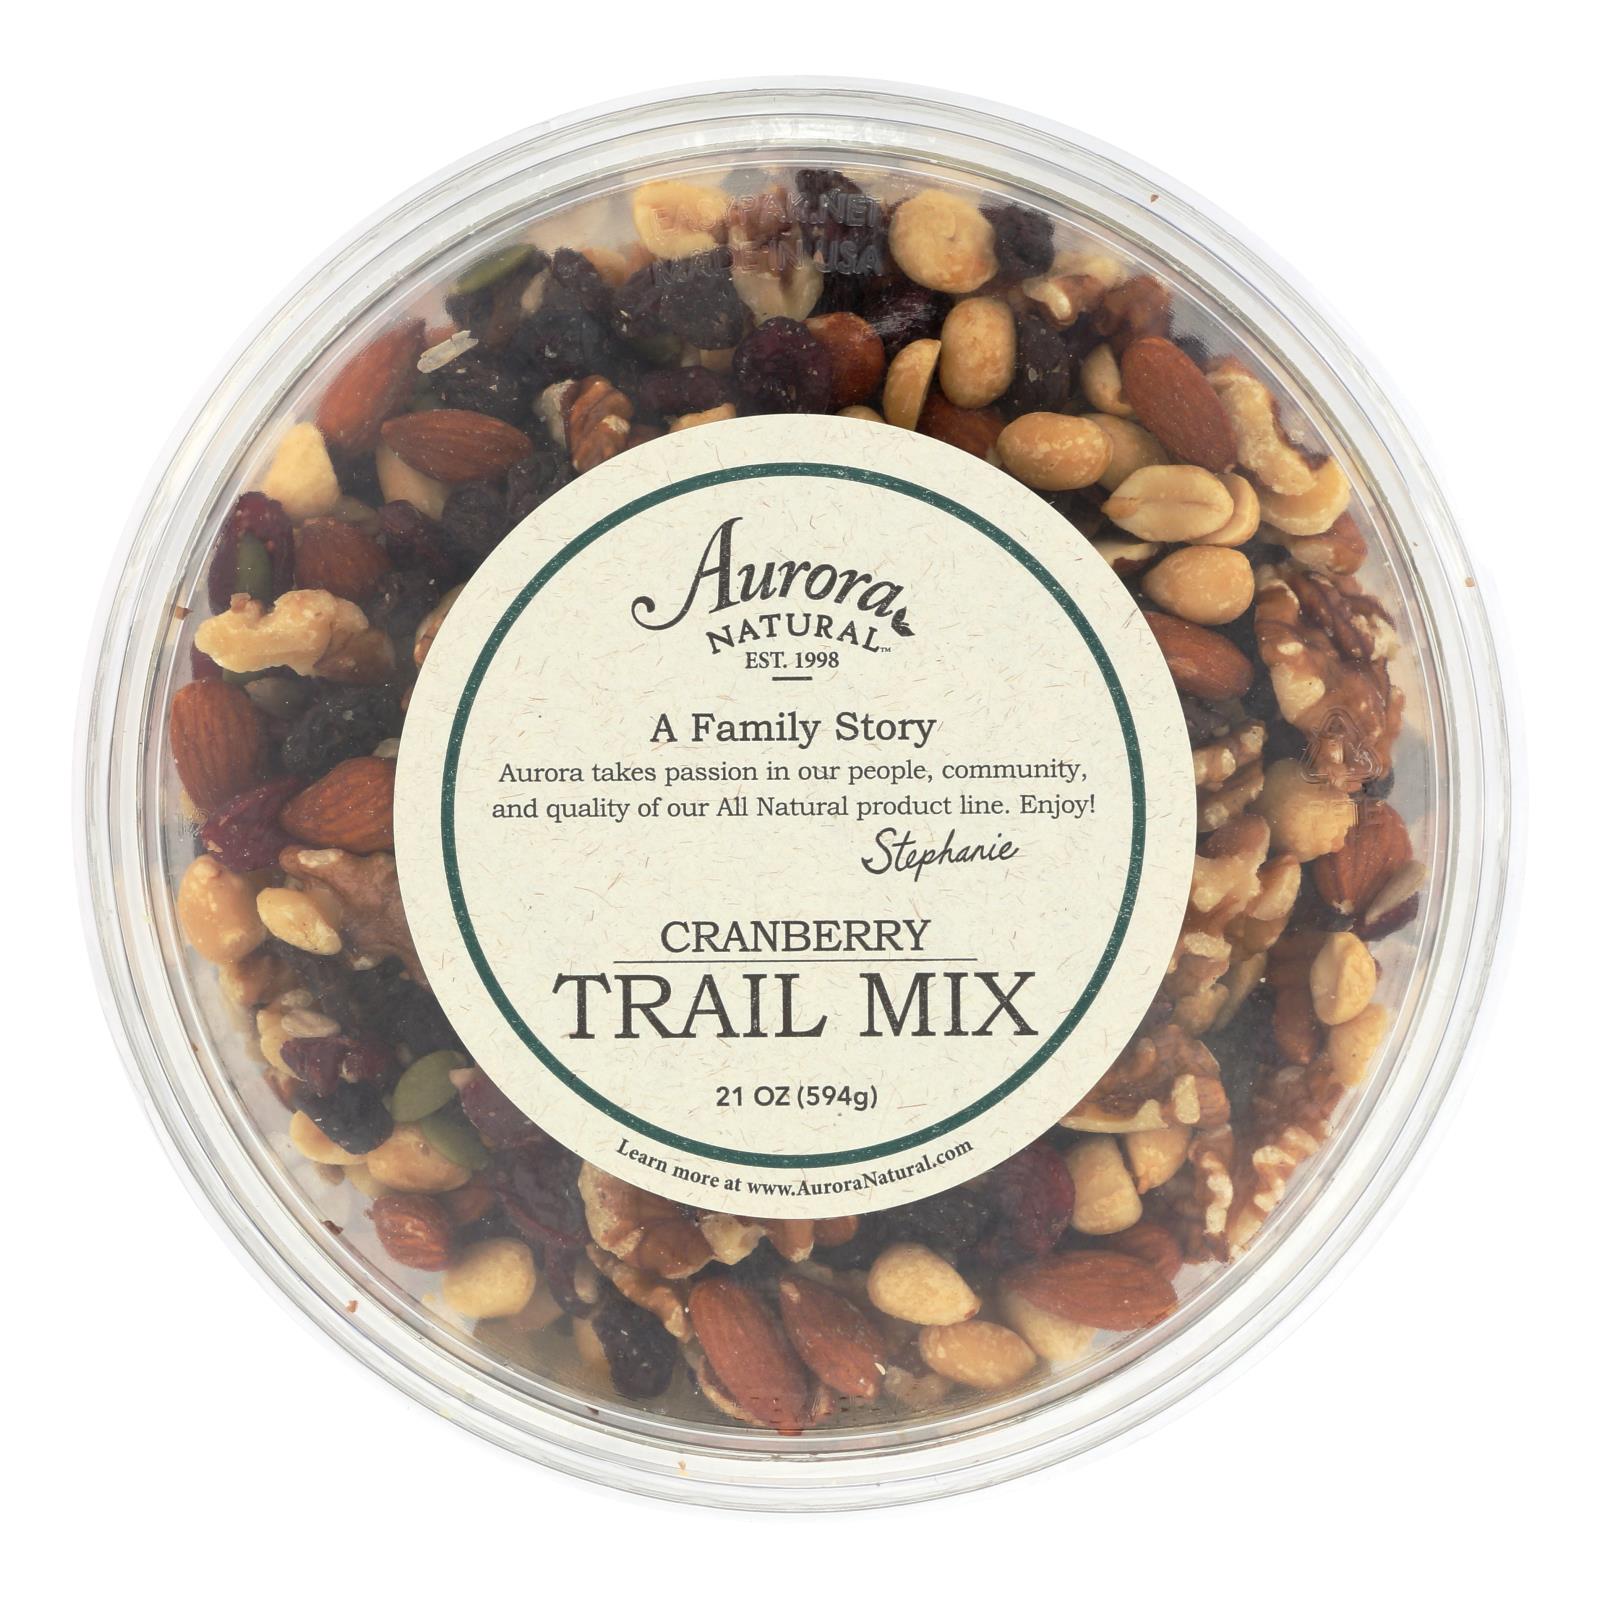 EASYPAK.NET
MADE IN USA
Aurora
NATURAL™
EST. 1998
A Family Story
Aurora takes passion in our people, community,
and quality of our All Natural product line. Enjoy!
Stephanie
CRANBERRY
TRAIL MIX
21 OZ (594g)
Learn more at www.AuroraNatural.com